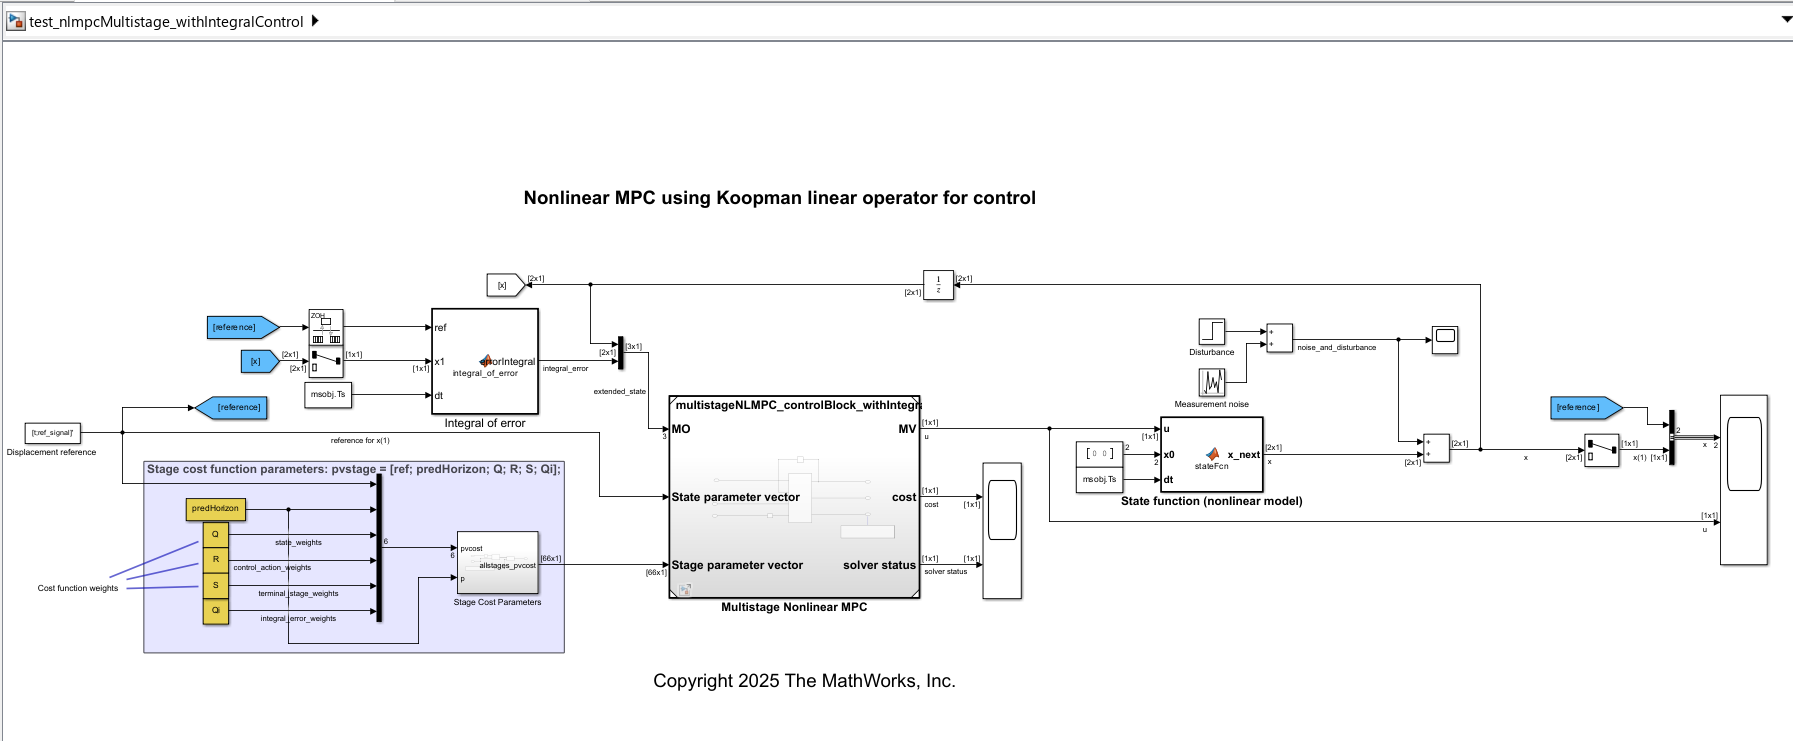 test_nlmpcMultistage_withIntegralControl
Nonlinear MPC using Koopman linear operator for control
[x]
[2x1]
[2x1]
1
z
[2x1]
[reference]
ZOH
ref
[x]
[2x1]
[2x1]
[1x1]
[1x1]
x1
errorIntegral
integral_of_error
msobj.Ts
dt
Integral of error
integral_error
[2x1]
[3x1]
extended_state
[reference]
[t;ref_signal]'
Displacement reference
reference for x(1)
Stage cost function parameters: pvstage = [ref; predHorizon; Q; R; S; Qi];
predHorizon
Q
state_weights
R
control_action_weights
S
terminal_stage_weights
Qi
integral_error_weights
Cost function weights
6
6
pvcost
allstages_pvcost
p
Stage Cost Parameters
[66x1]
[66x1]
multistageNLMPC_controlBlock_withIntegr
MO
3
MV
State parameter vector
cost
Stage parameter vector
solver status
Multistage Nonlinear MPC
[1x1]
u
[1x1]
cost
[1x1]
[1x1]
solver status
[1x1]
Disturbance
Measurement noise
+
+
noise_and_disturbance
[1x1]
u
[ 0 0 ]
2
2
x0
stateFcn
x_next
msobj.Ts
dt
State function (nonlinear model)
[2x1]
x
+
+
[2x1]
[2x1]
x
[2x1]
[reference]
[1x1]
x(1)
[1x1]
2
x
2
[1x1]
u
Copyright 2025 The MathWorks, Inc.